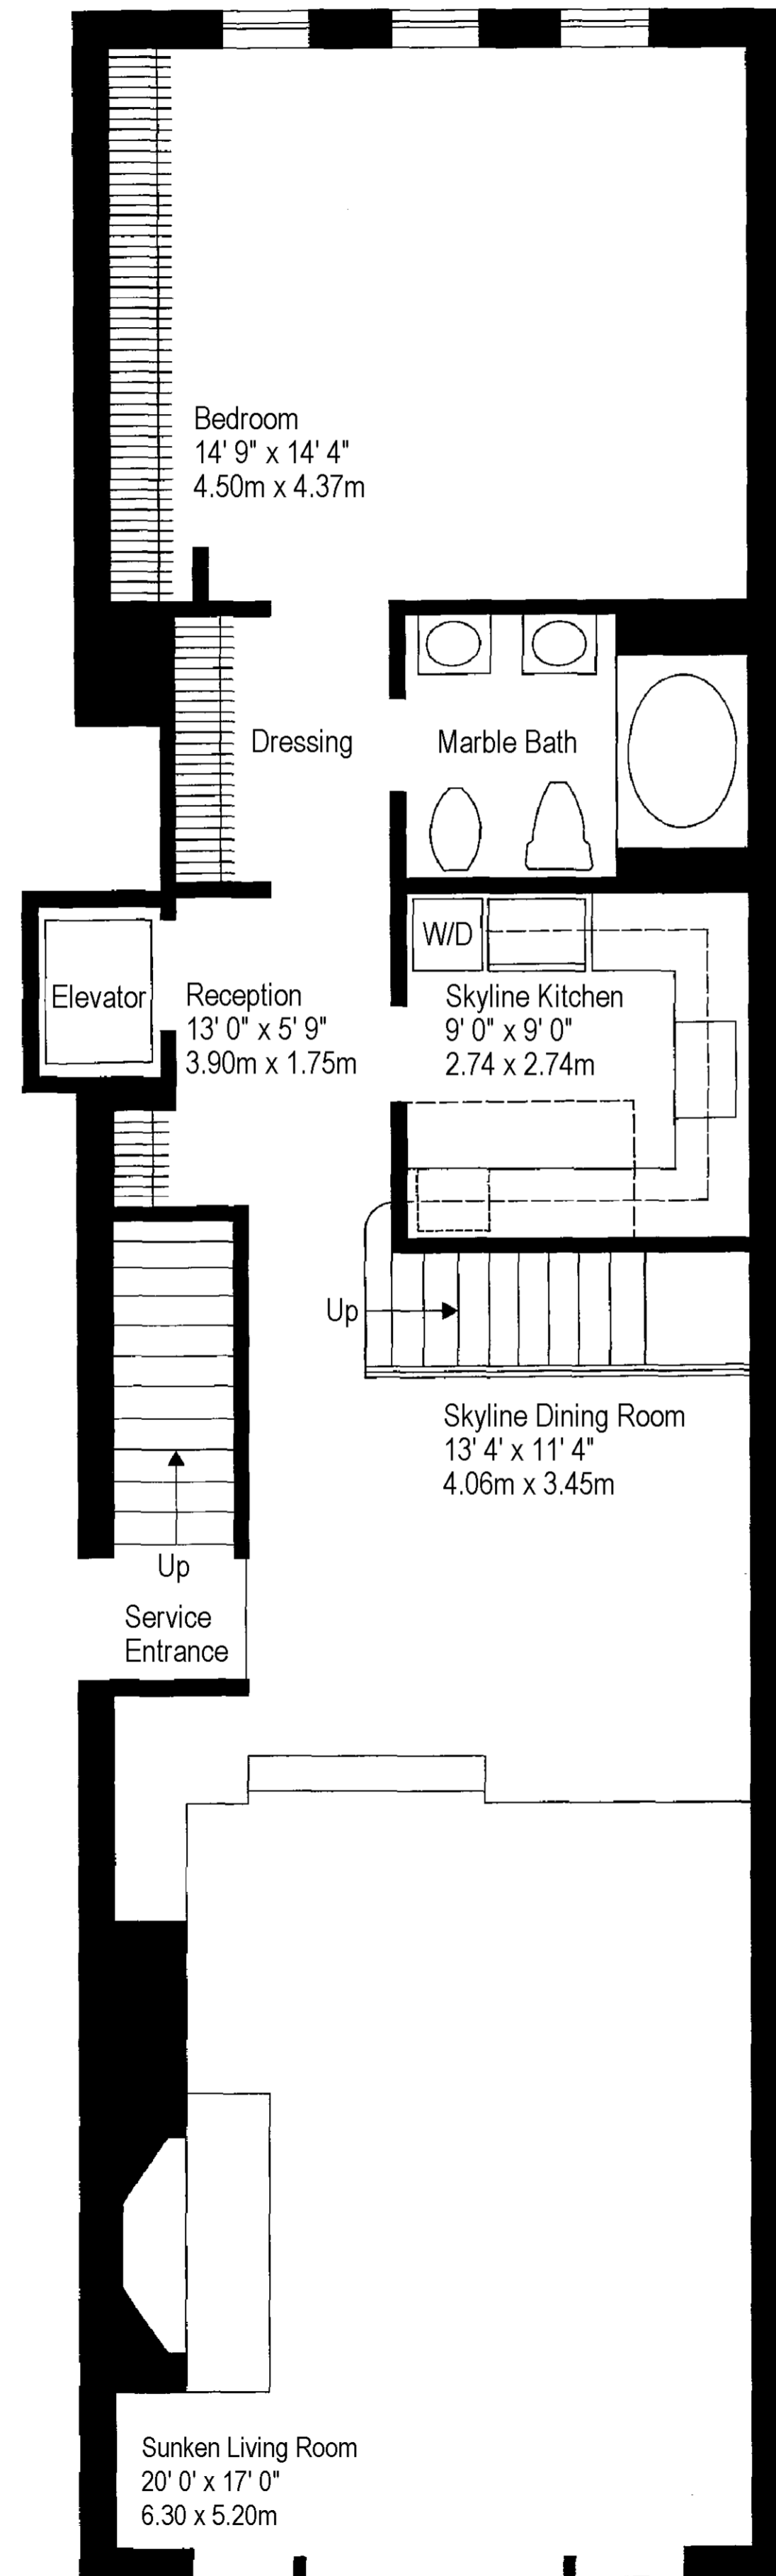 Bedroom
14' 9" x 14' 4"
4.50m x 4.37m
Dressing
Marble Bath
W/D
Elevator
Reception
13' 0" x 5' 9"
3.90m x 1.75m
Skyline Kitchen
9' 0" x 9' 0"
2.74 x 2.74m
Up
Skyline Dining Room
13' 4' x 11' 4"
4.06m x 3.45m
Up
Service
Entrance
Sunken Living Room
20' 0' x 17' 0"
6.30 x 5.20m